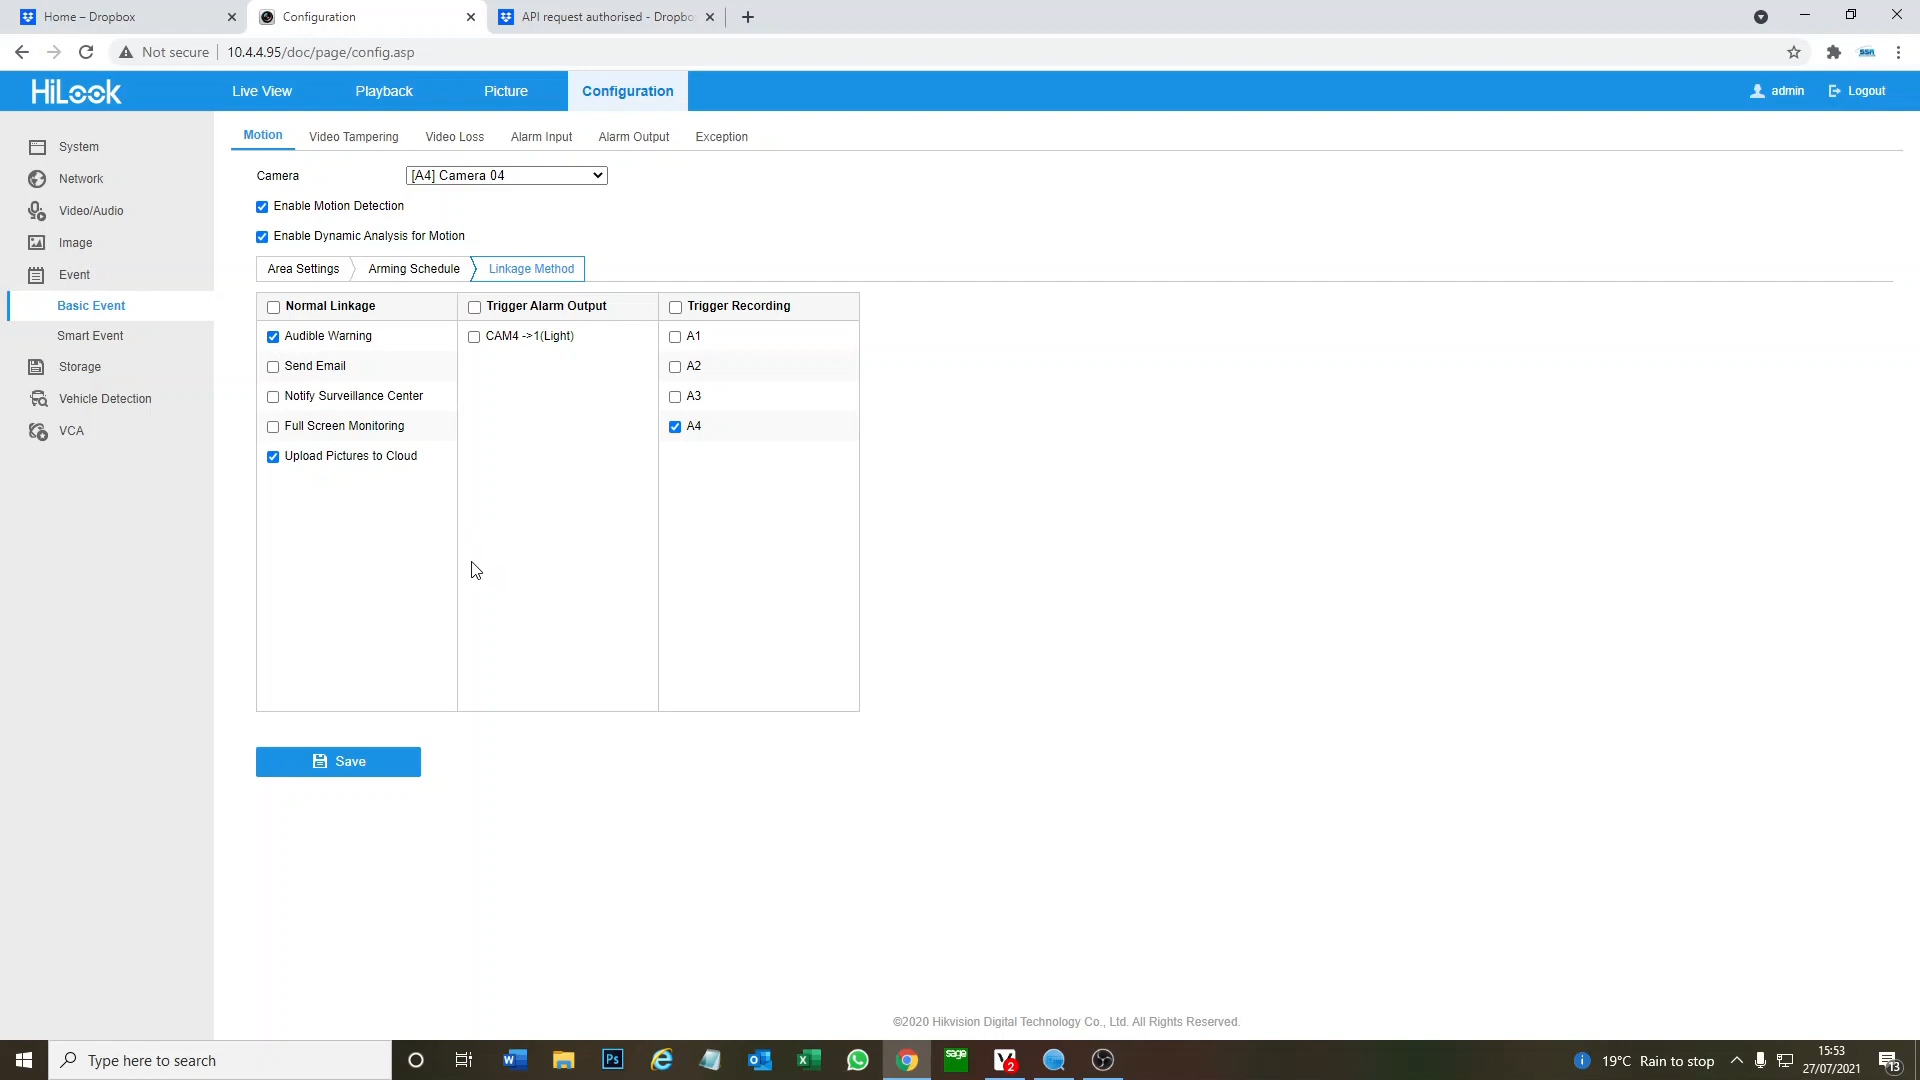 Home – Dropbox
Configuration
API request authorised - Dropbo
Not secure
10.4.4.95/doc/page/config.asp
HiLook
Live View
Playback
Picture
Configuration
admin
Logout
System
Network
Video/Audio
Image
Event
Basic Event
Smart Event
Storage
Vehicle Detection
VCA
Motion
Video Tampering
Video Loss
Alarm Input
Alarm Output
Exception
Camera
[A4] Camera 04
Enable Motion Detection
Enable Dynamic Analysis for Motion
Area Settings
Arming Schedule
Linkage Method
Normal Linkage
Trigger Alarm Output
Trigger Recording
Audible Warning
CAM4 ->1(Light)
A1
Send Email
A2
Notify Surveillance Center
A3
Full Screen Monitoring
A4
Upload Pictures to Cloud
Save
©2020 Hikvision Digital Technology Co., Ltd. All Rights Reserved.
Type here to search
Ps
sage
2
19°C Rain to stop
15:53
27/07/2021
13